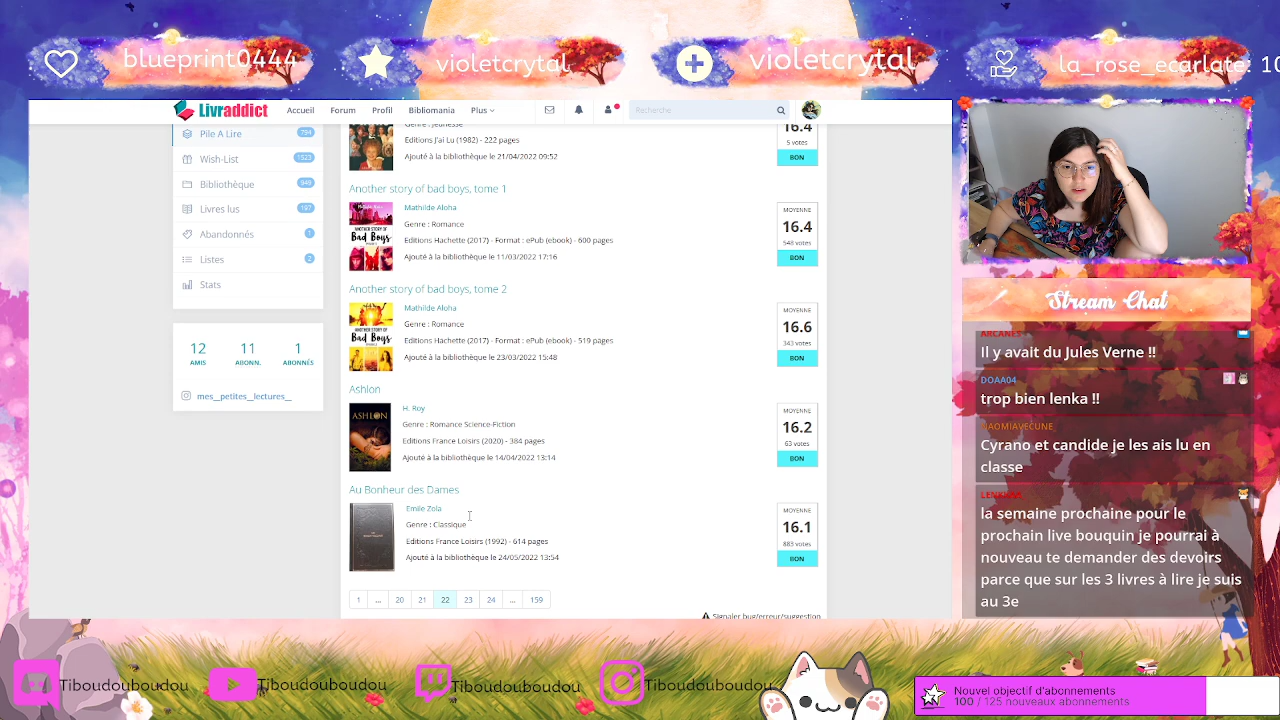 blueprint0444
violetcrytal
violetcrytal
la_rose_ecarlate: 10
Livraddict
Accueil
Forum
Profil
Bibliomania
Plus
Recherche
Pile A Lire
794
Wish-List
1523
Bibliothèque
949
Livres lus
197
Abandonnés
1
Listes
2
Stats
12
AMIS
11
ABONN.
1
ABONNÉS
mes__petites__lectures__
Genre : Jeunesse
Editions J'ai Lu (1982) - 222 pages
Ajouté à la bibliothèque le 21/04/2022 09:52
16.4
5 votes
BON
Another story of bad boys, tome 1
Mathilde Aloha
Genre : Romance
Editions Hachette (2017) - Format : ePub (ebook) - 600 pages
Ajouté à la bibliothèque le 11/03/2022 17:16
MOYENNE
16.4
548 votes
BON
Another story of bad boys, tome 2
Mathilde Aloha
Genre : Romance
Editions Hachette (2017) - Format : ePub (ebook) - 519 pages
Ajouté à la bibliothèque le 23/03/2022 15:48
MOYENNE
16.6
343 votes
BON
Ashlon
ASHLON
H. Roy
Genre : Romance Science-Fiction
Editions France Loisirs (2020) - 384 pages
Ajouté à la bibliothèque le 14/04/2022 13:14
MOYENNE
16.2
63 votes
BON
Au Bonheur des Dames
Emile Zola
Genre : Classique
Editions France Loisirs (1992) - 614 pages
Ajouté à la bibliothèque le 24/05/2022 13:54
MOYENNE
16.1
883 votes
BON
1 ... 20 21 22 23 24 ... 159
Signaler bug/erreur/suggestion
Stream Chat
ARCANES
Il y avait du Jules Verne !!
DOAA04
trop bien lenka !!
NAOMIAVECUNE
Cyrano et candide je les ais lu en
classe
la semaine prochaine pour le
prochain live bouquin je pourrai à
nouveau te demander des devoirs
parce que sur les 3 livres à lire je suis
au 3e
Tiboudouboudou
Tiboudouboudou
Tiboudouboudou
Tiboudouboudou
Nouvel objectif d'abonnements
100 / 125 nouveaux abonnements